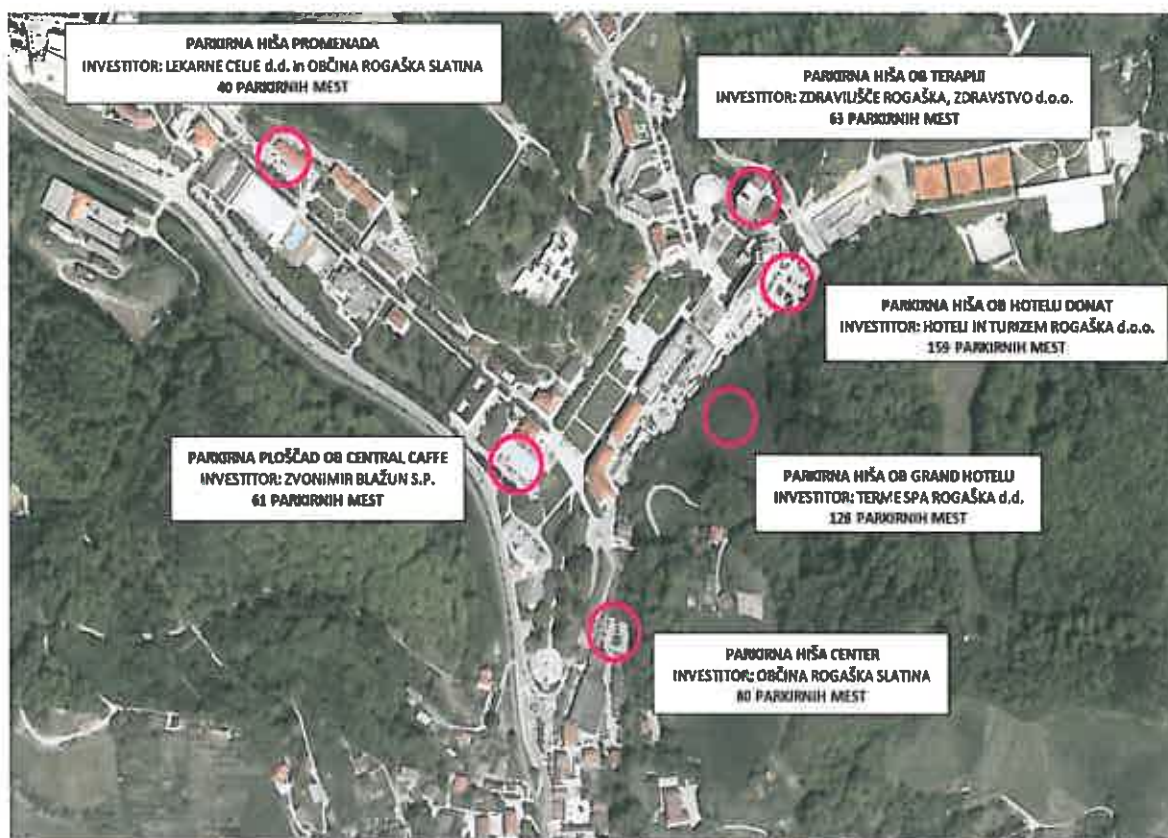 PARKIRNA HIŠA PROMENADA
INVESTITOR: LEKARNE CELJE d.d. in OBČINA ROGAŠKA SLATINA
40 PARKIRNIH MEST
PARKIRNA HIŠA OB TERAPIJI
INVESTITOR: ZDRAVILIŠČE ROGAŠKA, ZDRAVSTVO d.o.o.
63 PARKIRNIH MEST
PARKIRNA HIŠA OB HOTELU DONAT
INVESTITOR: HOTELI IN TURIZEM ROGAŠKA d.o.o.
159 PARKIRNIH MEST
PARKIRNA PLOŠČAD OB CENTRAL CAFFE
INVESTITOR: ZVONIMIR BLAŽUN S.P.
61 PARKIRNIH MEST
PARKIRNA HIŠA OB GRAND HOTELU
INVESTITOR: TERME SPA ROGAŠKA d.d.
128 PARKIRNIH MEST
PARKIRNA HIŠA CENTER
INVESTITOR: OBČINA ROGAŠKA SLATINA
80 PARKIRNIH MEST